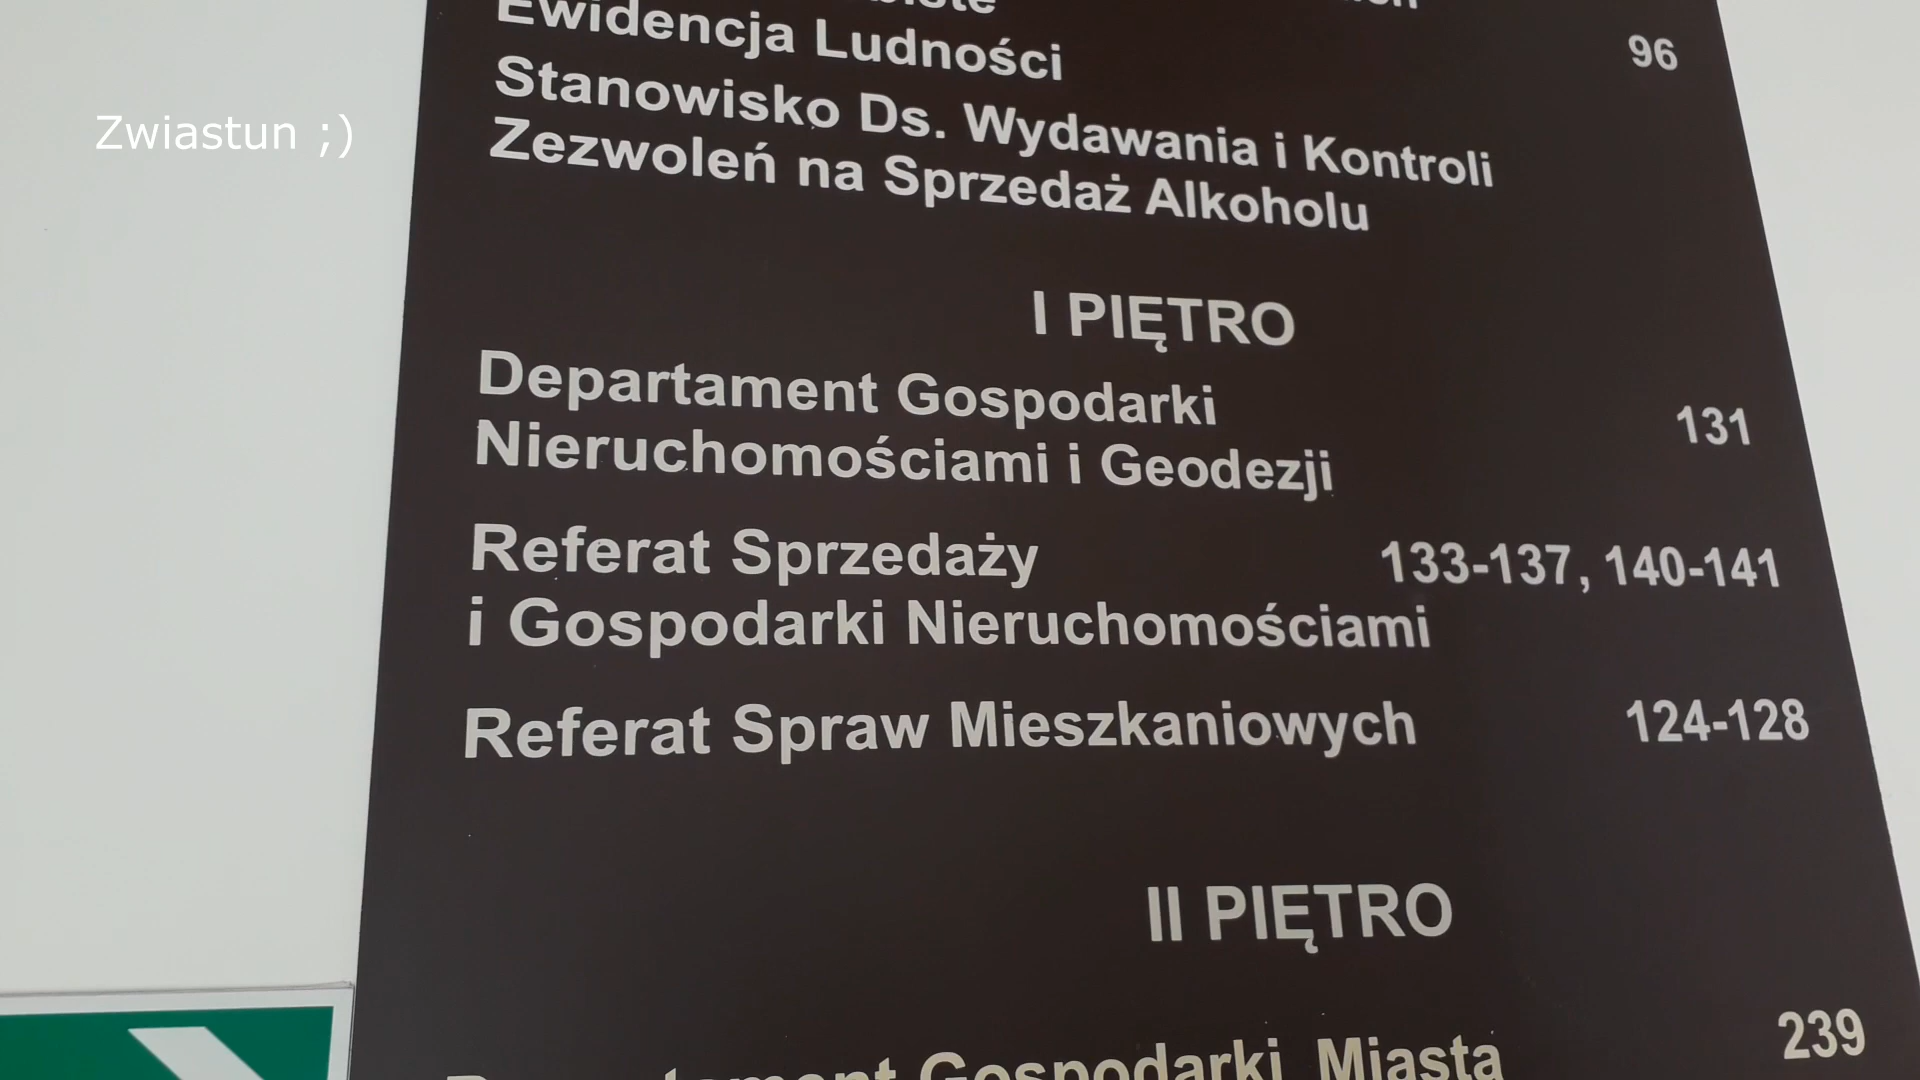 Ewidencja Ludności 96
Zwiastun ;)
Stanowisko Ds. Wydawania i Kontroli
Zezwoleń na Sprzedaż Alkoholu
I PIĘTRO
Departament Gospodarki
Nieruchomościami i Geodezji 131
Referat Sprzedaży 133-137, 140-141
i Gospodarki Nieruchomościami
Referat Spraw Mieszkaniowych 124-128
II PIĘTRO
Departament Gospodarki Miasta 239